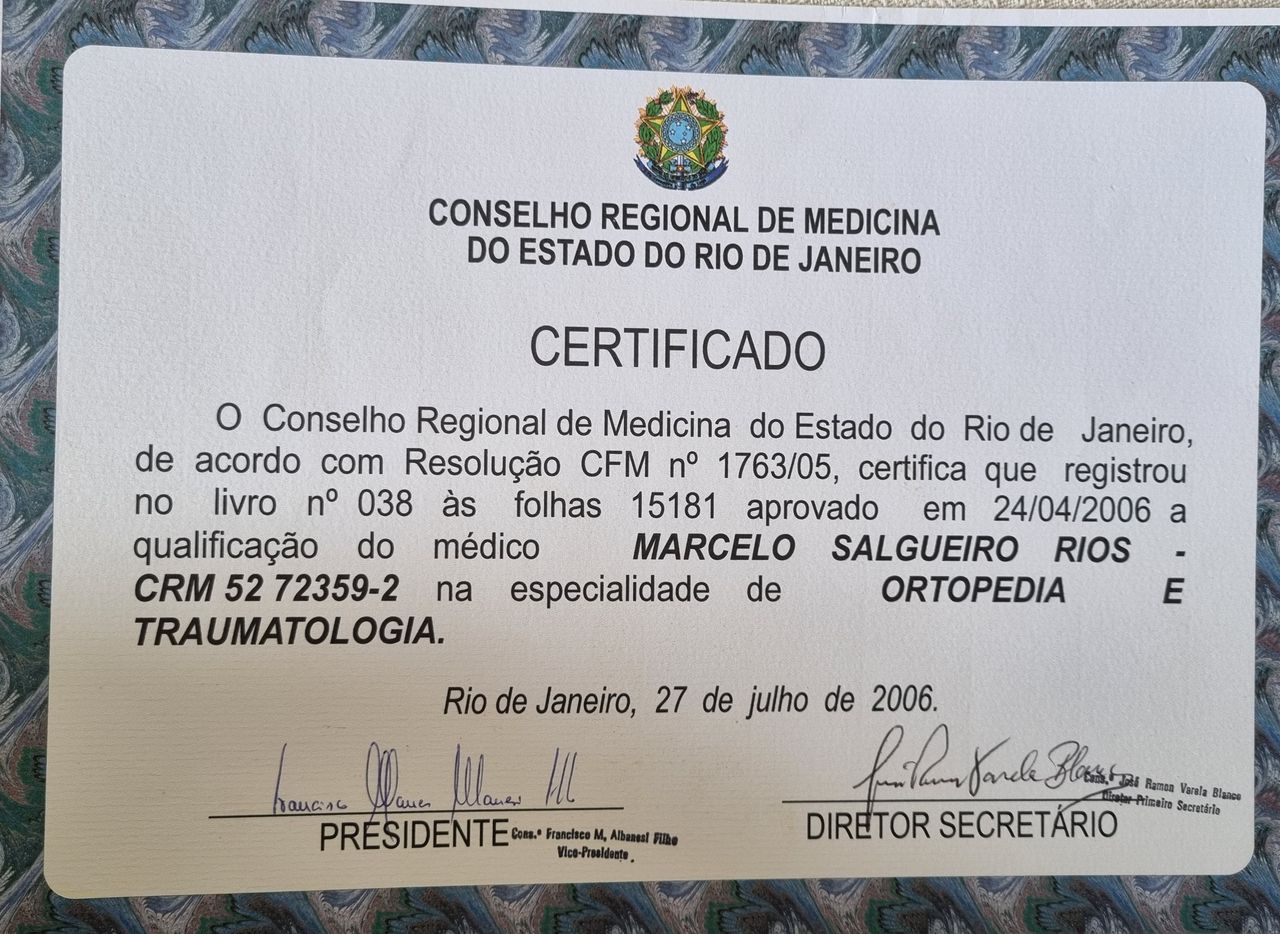 CONSELHO REGIONAL DE MEDICINA
DO ESTADO DO RIO DE JANEIRO
CERTIFICADO
O Conselho Regional de Medicina do Estado do Rio de Janeiro,
de acordo com Resolução CFM nº 1763/05, certifica que registrou
no livro nº 038 às folhas 15181 aprovado em 24/04/2006 a
qualificação do médico MARCELO SALGUEIRO RIOS -
CRM 52 72359-2 na especialidade de ORTOPEDIA E
TRAUMATOLOGIA.
Rio de Janeiro, 27 de julho de 2006.
PRESIDENTE
Cons.º Francisco M, Albanesi Filho
Vice-Presidente.
Cons.º José Ramon Varela Blanco
Diretor Primeiro Secretário
DIRETOR SECRETÁRIO